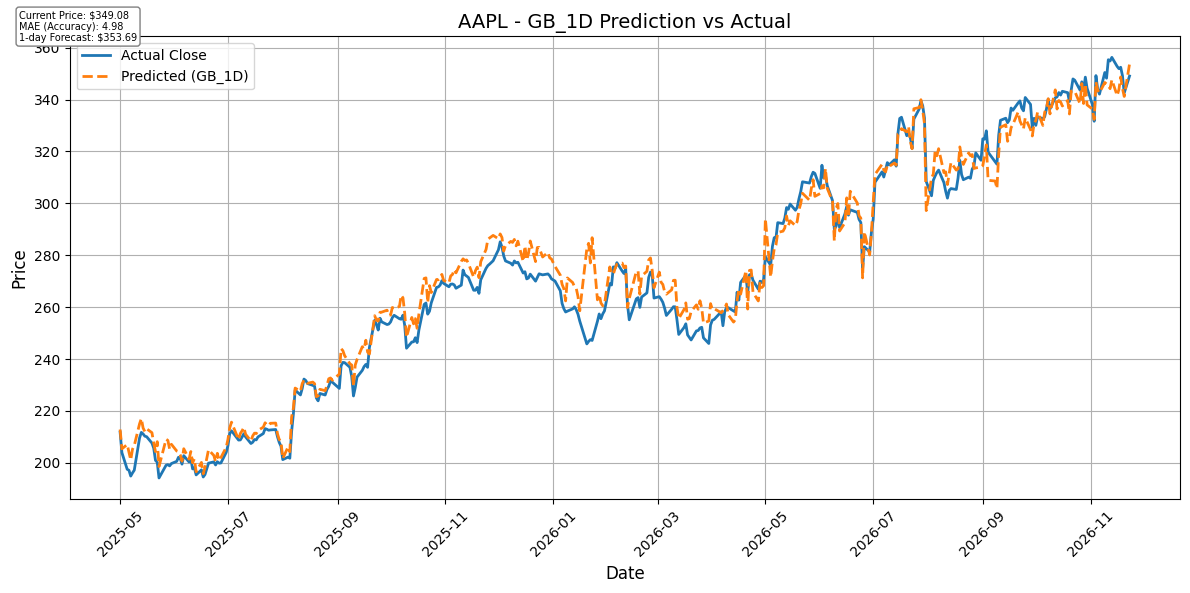 AAPL - GB_1D Prediction vs Actual
Current Price: $349.08
MAE (Accuracy): 4.98
1-day Forecast: $353.69
Actual Close
Predicted (GB_1D)
Price
360
340
320
300
280
260
240
220
200
2025-05
2025-07
2025-09
2025-11
2026-01
2026-03
2026-05
2026-07
2026-09
2026-11
Date